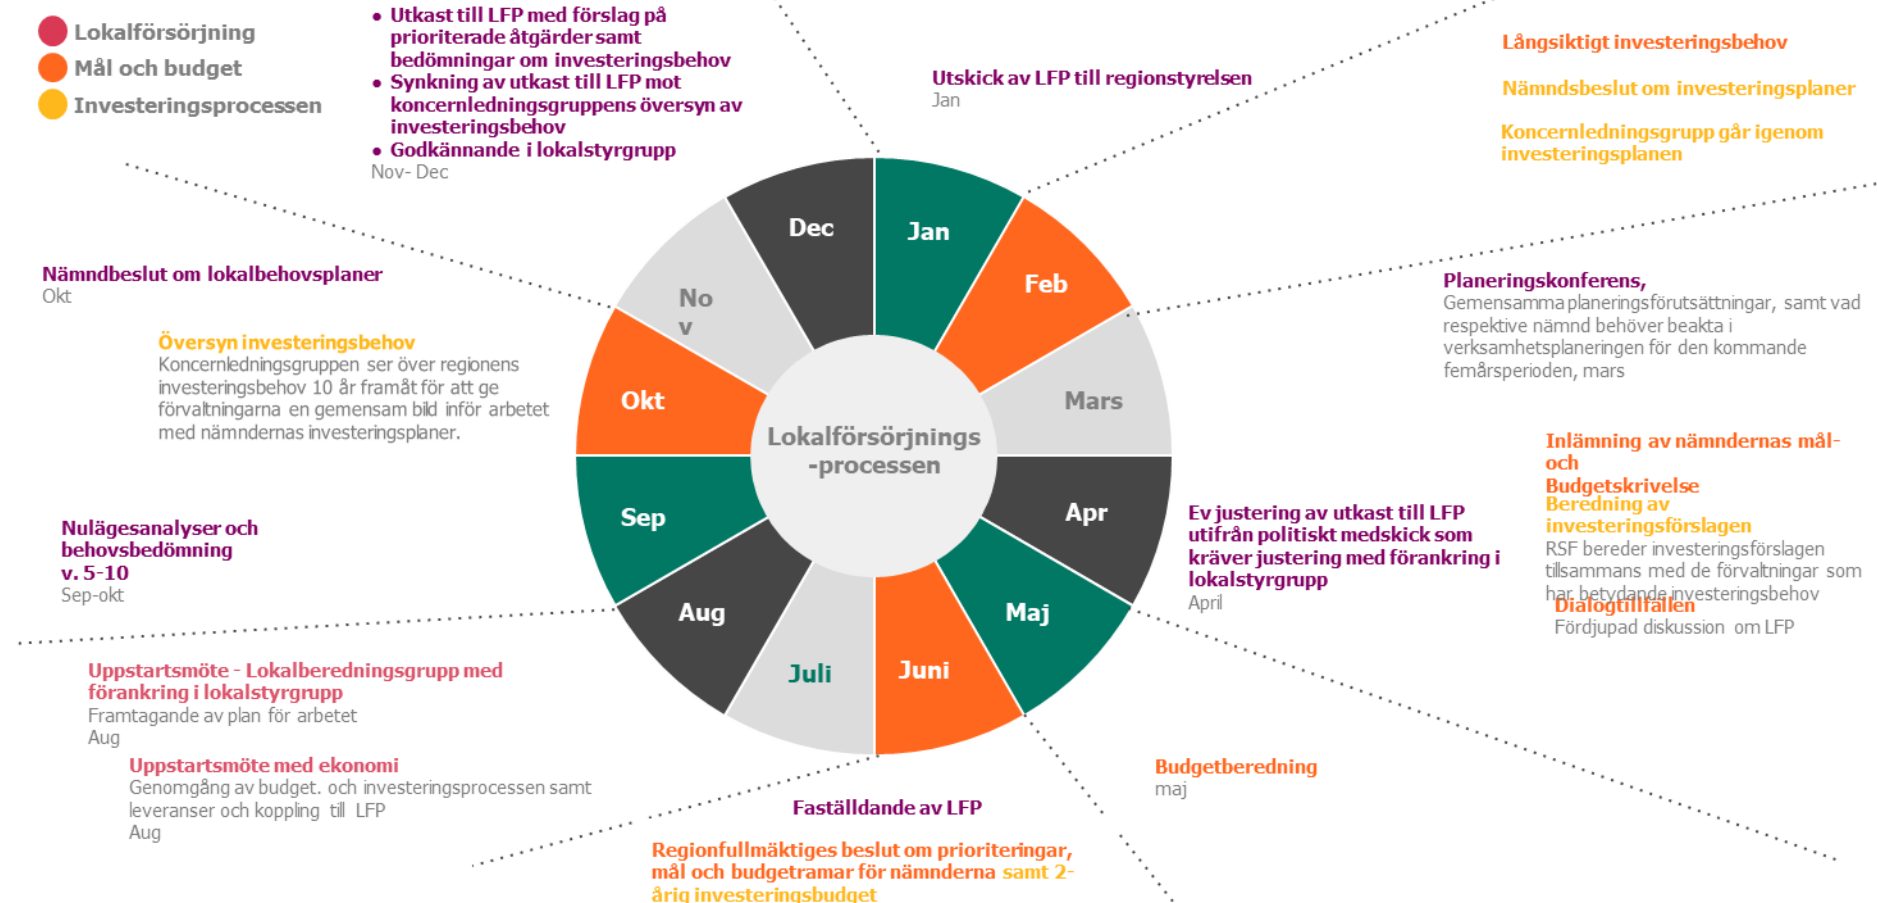 Lokalförsörjning
Mål och budget
Investeringsprocessen
• Utkast till LFP med förslag på
prioriterade åtgärder samt
bedömningar om investeringsbehov
• Synkning av utkast till LFP mot
koncernledningsgruppens översyn av
investeringsbehov
• Godkännande i lokalstyrgrupp
Nov- Dec
Utskick av LFP till regionstyrelsen
Jan
Långsiktigt investeringsbehov
Nämndsbeslut om investeringsplaner
Koncernledningsgrupp går igenom
investeringsplanen
Nämndbeslut om lokalbehovsplaner
Okt
Översyn investeringsbehov
Koncernledningsgruppen ser över regionens
investeringsbehov 10 år framåt för att ge
förvaltningarna en gemensam bild inför arbetet
med nämndernas investeringsplaner.
Nulägesanalyser och
behovsbedömning
v. 5-10
Sep-okt
Uppstartsmöte - Lokalberedningsgrupp med
förankring i lokalstyrgrupp
Framtagande av plan för arbetet
Aug
Uppstartsmöte med ekonomi
Genomgång av budget. och investeringsprocessen samt
leveranser och koppling till LFP
Aug
Dec
Jan
Feb
No
v
Mars
Okt
Lokalförsörjnings
-processen
Sep
Apr
Aug
Maj
Juli
Juni
Planeringskonferens,
Gemensamma planeringsförutsättningar, samt vad
respektive nämnd behöver beakta i
verksamhetsplaneringen för den kommande
femårsperioden, mars
Ev justering av utkast till LFP
utifrån politiskt medskick som
kräver justering med förankring i
lokalstyrgrupp
April
Inlämning av nämndernas mål-
och
Budgetskrivelse
Beredning av
investeringsförslagen
RSF bereder investeringsförslagen
tillsammans med de förvaltningar som
har betydande investeringsbehov
Dialogtillfällen
Fördjupad diskussion om LFP
Budgetberedning
maj
Faställdande av LFP
Regionfullmäktiges beslut om prioriteringar,
mål och budgetramar för nämnderna samt 2-
årig investeringsbudget